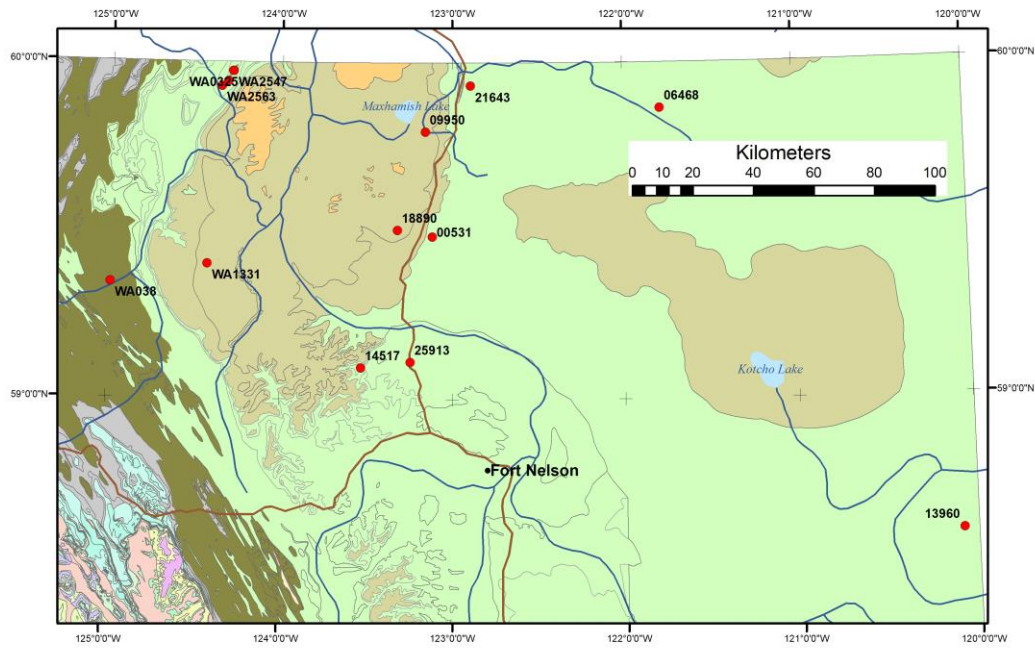 125°0'0"W 124°0'0"W 123°0'0"W 122°0'0"W 121°0'0"W 120°0'0"W
60°0'0"N 60°0'0"N
WA0325WA2547
WA2563
Maxhamish Lake
09950
21643
06468
Kilometers
0 10 20 40 60 80 100
18890
00531
WA1331
WA038
14517
25913
Kotcho Lake
59°0'0"N 59°0'0"N
Fort Nelson
13960
125°0'0"W 124°0'0"W 123°0'0"W 122°0'0"W 121°0'0"W 120°0'0"W